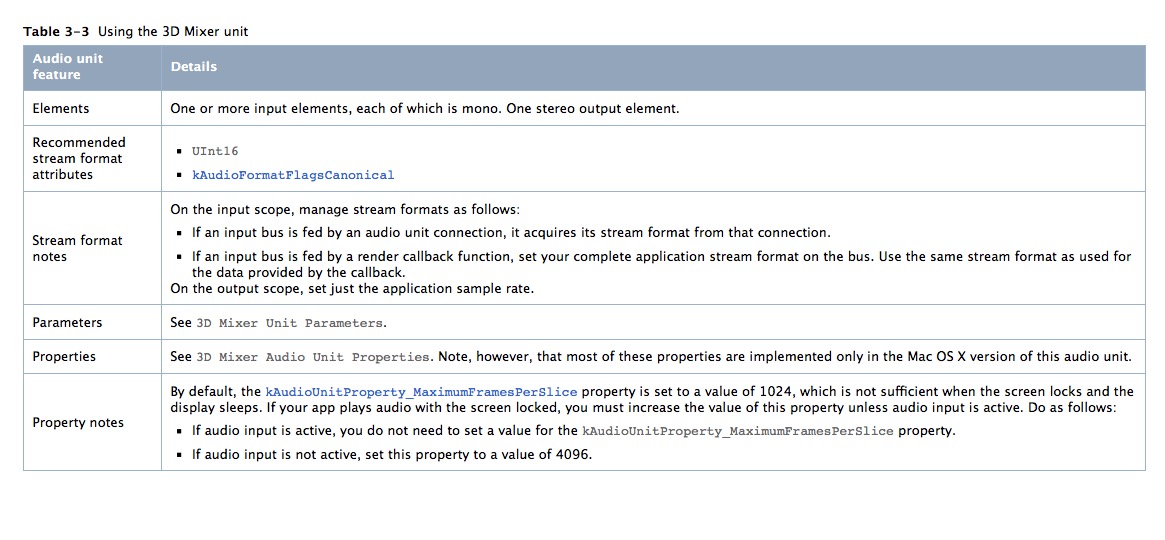 Table 3-3 Using the 3D Mixer unit
Audio unit
feature
Details
Elements
One or more input elements, each of which is mono. One stereo output element.
Recommended
stream format
attributes
▪ UInt16
▪ kAudioFormatFlagsCanonical
Stream format
notes
On the input scope, manage stream formats as follows:
▪ If an input bus is fed by an audio unit connection, it acquires its stream format from that connection.
▪ If an input bus is fed by a render callback function, set your complete application stream format on the bus. Use the same stream format as used for
the data provided by the callback.
On the output scope, set just the application sample rate.
Parameters
See 3D Mixer Unit Parameters.
Properties
See 3D Mixer Audio Unit Properties. Note, however, that most of these properties are implemented only in the Mac OS X version of this audio unit.
Property notes
By default, the kAudioUnitProperty_MaximumFramesPerSlice property is set to a value of 1024, which is not sufficient when the screen locks and the
display sleeps. If your app plays audio with the screen locked, you must increase the value of this property unless audio input is active. Do as follows:
▪ If audio input is active, you do not need to set a value for the kAudioUnitProperty_MaximumFramesPerSlice property.
▪ If audio input is not active, set this property to a value of 4096.